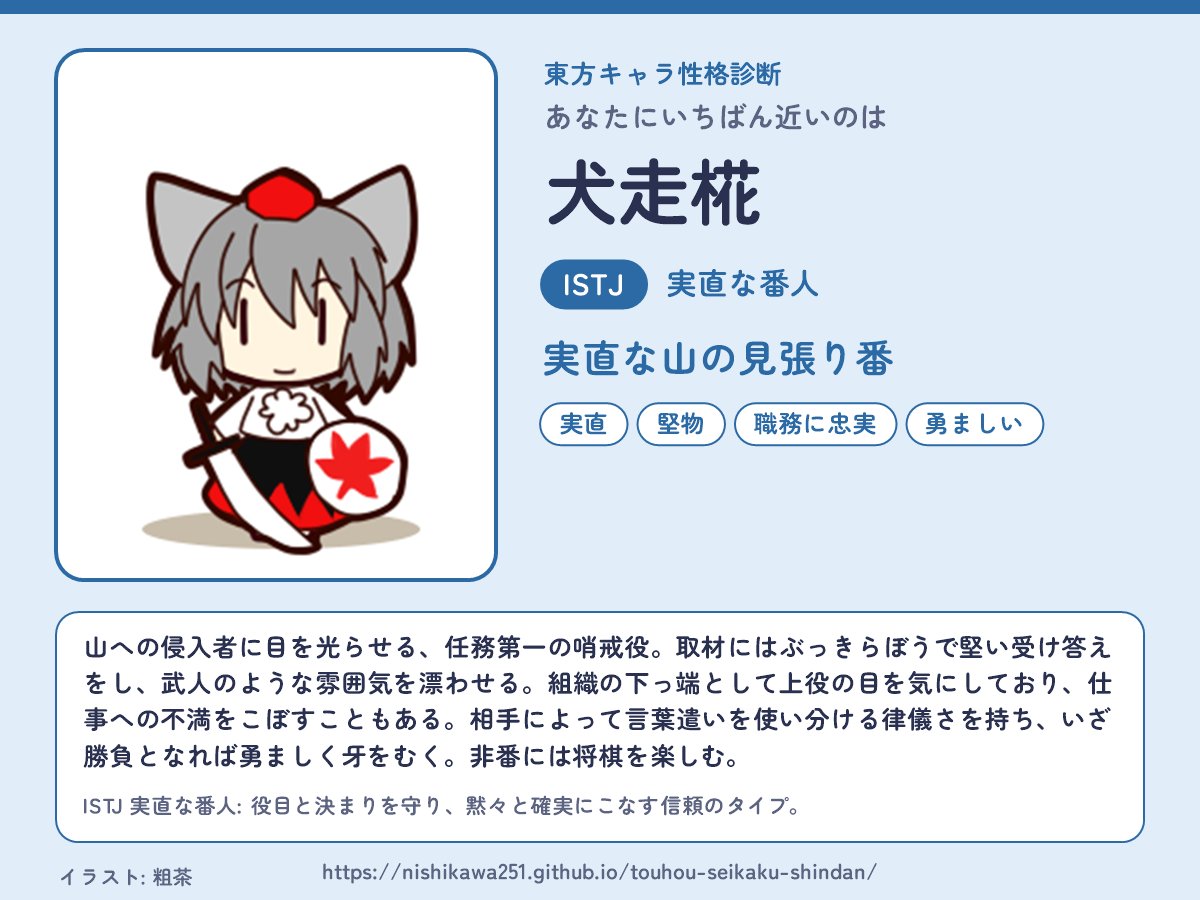 東方キャラ性格診断
あなたにいちばん近いのは
犬走椛
ISTJ 実直な番人
実直な山の見張り番
実直 堅物 職務に忠実 勇ましい
山への侵入者に目を光らせる、任務第一の哨戒役。取材にはぶっきらぼうで堅い受け答え
をし、武人のような雰囲気を漂わせる。組織の下っ端として上役の目を気にしており、仕
事への不満をこぼすこともある。相手によって言葉遣いを使い分ける律儀さを持ち、いざ
勝負となれば勇ましく牙をむく。非番には将棋を楽しむ。
ISTJ 実直な番人: 役目と決まりを守り、黙々と確実にこなす信頼のタイプ。
イラスト: 粗茶
https://nishikawa251.github.io/touhou-seikaku-shindan/